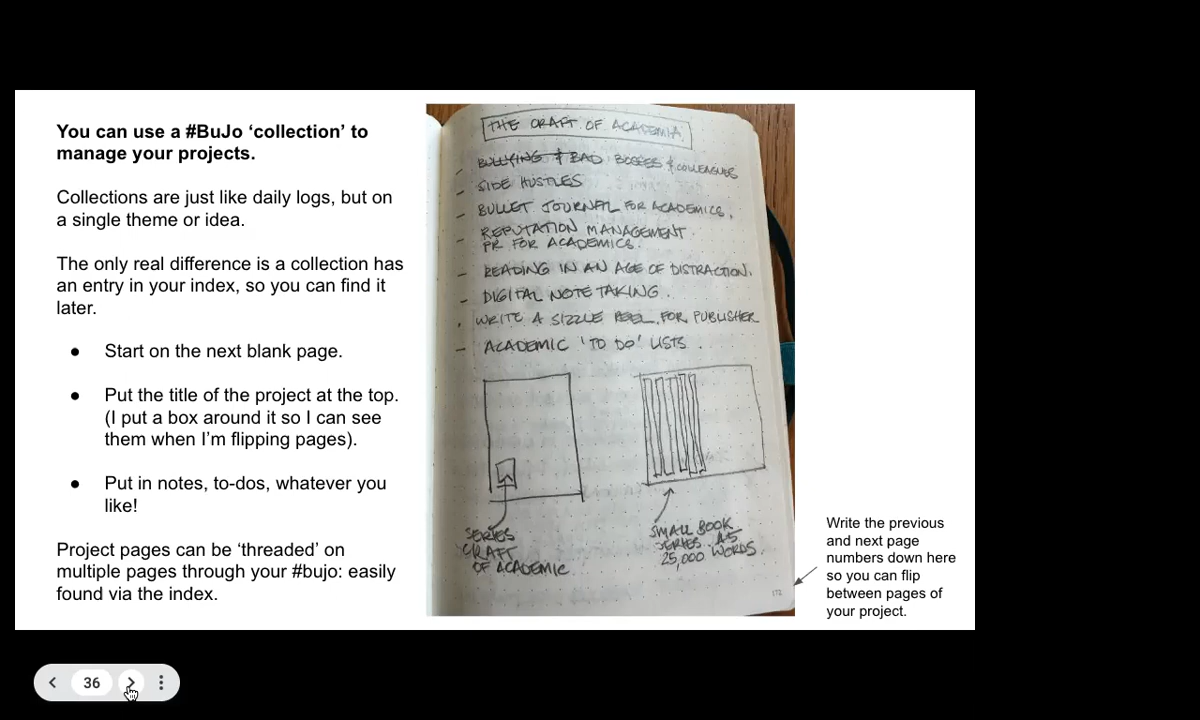 You can use a #BuJo ‘collection’ to
manage your projects.
Collections are just like daily logs, but on
a single theme or idea.
The only real difference is a collection has
an entry in your index, so you can find it
later.
● Start on the next blank page.
● Put the title of the project at the top.
(I put a box around it so I can see
them when I’m flipping pages).
● Put in notes, to-dos, whatever you
like!
Project pages can be ‘threaded’ on
multiple pages through your #bujo: easily
found via the index.
THE CRAFT OF ACADEMIA
- BULLYING & BAD BOSSES & COLLEAGUES
- SIDE HUSTLES
- BULLET JOURNAL FOR ACADEMICS.
- REPUTATION MANAGEMENT
PR FOR ACADEMICS.
- READING IN AN AGE OF DISTRACTION.
- DIGITAL NOTE TAKING.
· WRITE A SIZZLE REEL FOR PUBLISHER
- ACADEMIC ‘TO DO’ LISTS.
SERIES
CRAFT
OF ACADEMIC
SMALL BOOK
SERIES A5
25,000 WORDS.
172
Write the previous
and next page
numbers down here
so you can flip
between pages of
your project.
36